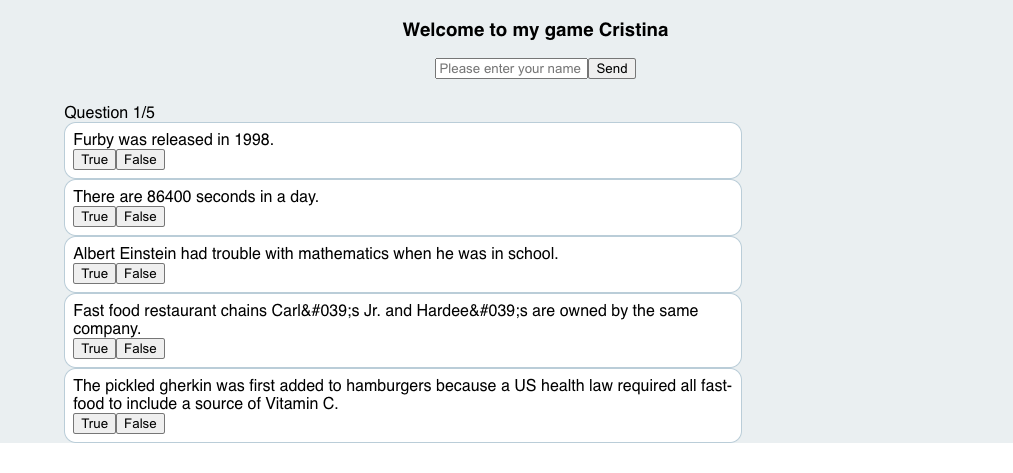 Welcome to my game Cristina
Please enter your name Send
Question 1/5
Furby was released in 1998.
True False
There are 86400 seconds in a day.
True False
Albert Einstein had trouble with mathematics when he was in school.
True False
Fast food restaurant chains Carl&#039;s Jr. and Hardee&#039;s are owned by the same
company.
True False
The pickled gherkin was first added to hamburgers because a US health law required all fast-
food to include a source of Vitamin C.
True False